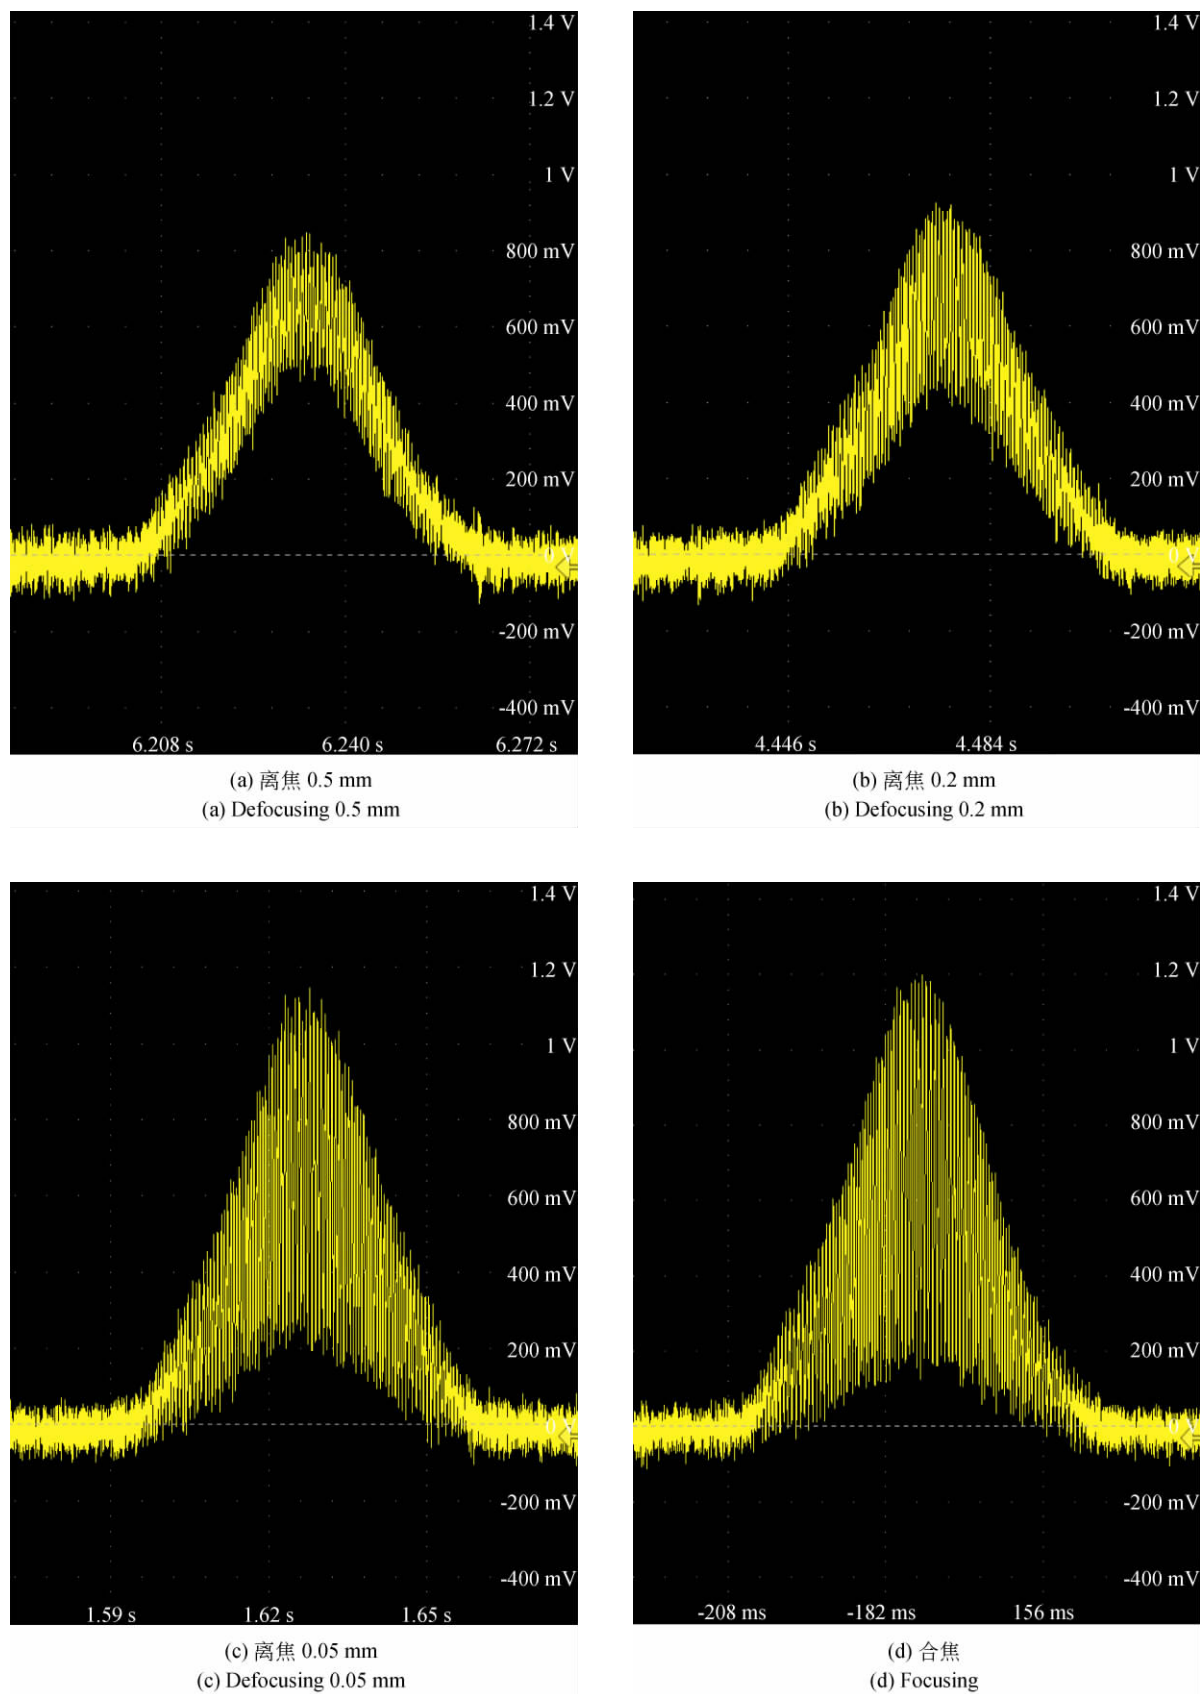 1.4 V
1.2 V
1 V
800 mV
600 mV
400 mV
200 mV
0 V
-200 mV
-400 mV
6.208 s 6.240 s 6.272 s
(a) 离焦 0.5 mm
(a) Defocusing 0.5 mm
1.4 V
1.2 V
1 V
800 mV
600 mV
400 mV
200 mV
0 V
-200 mV
-400 mV
4.446 s 4.484 s
(b) 离焦 0.2 mm
(b) Defocusing 0.2 mm
1.4 V
1.2 V
1 V
800 mV
600 mV
400 mV
200 mV
0 V
-200 mV
-400 mV
1.59 s 1.62 s 1.65 s
(c) 离焦 0.05 mm
(c) Defocusing 0.05 mm
1.4 V
1.2 V
1 V
800 mV
600 mV
400 mV
200 mV
0 V
-200 mV
-400 mV
-208 ms -182 ms 156 ms
(d) 合焦
(d) Focusing